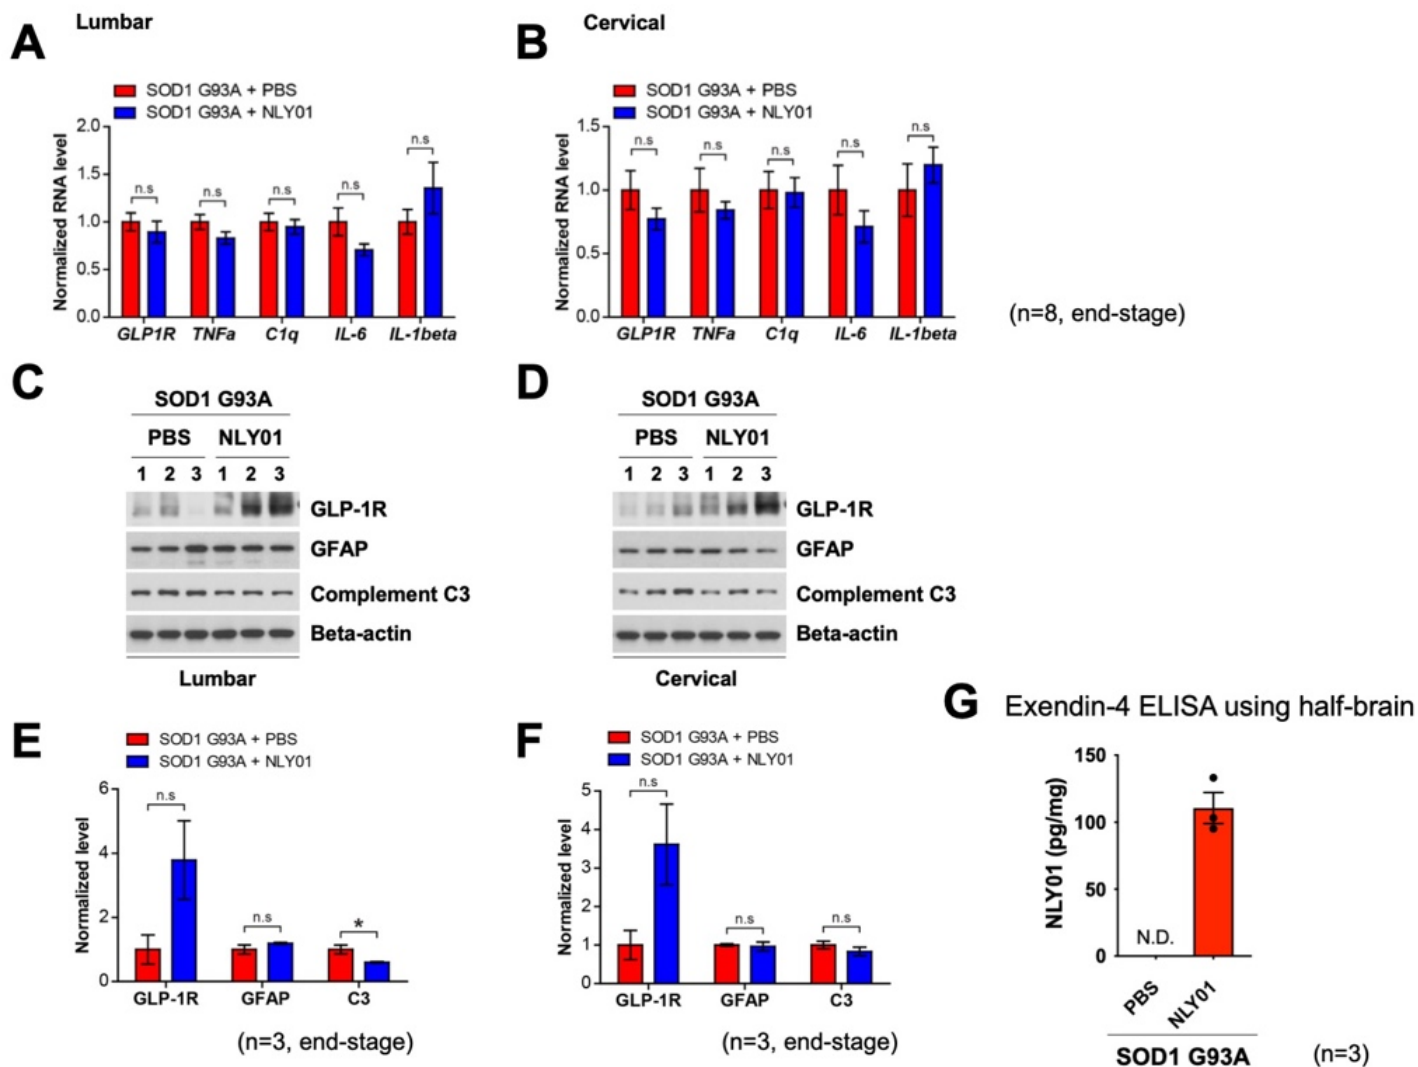 A Lumbar
SOD1 G93A + PBS
SOD1 G93A + NLY01
Normalized RNA level
2.0
1.5
1.0
0.5
0.0
n.s
n.s
n.s
n.s
n.s
GLP1R TNFa C1q IL-6 IL-1beta
B Cervical
SOD1 G93A + PBS
SOD1 G93A + NLY01
Normalized RNA level
1.5
1.0
0.5
0.0
n.s
n.s
n.s
n.s
n.s
GLP1R TNFa C1q IL-6 IL-1beta
(n=8, end-stage)
C
SOD1 G93A
PBS NLY01
1 2 3 1 2 3
GLP-1R
GFAP
Complement C3
Beta-actin
Lumbar
D
SOD1 G93A
PBS NLY01
1 2 3 1 2 3
GLP-1R
GFAP
Complement C3
Beta-actin
Cervical
E
SOD1 G93A + PBS
SOD1 G93A + NLY01
Normalized level
6
4
2
0
n.s
n.s
*
GLP-1R GFAP C3
(n=3, end-stage)
F
SOD1 G93A + PBS
SOD1 G93A + NLY01
Normalized level
5
4
3
2
1
0
n.s
n.s
n.s
GLP-1R GFAP C3
(n=3, end-stage)
G Exendin-4 ELISA using half-brain
NLY01 (pg/mg)
150
100
50
0
N.D.
PBS
NLY01
SOD1 G93A
(n=3)